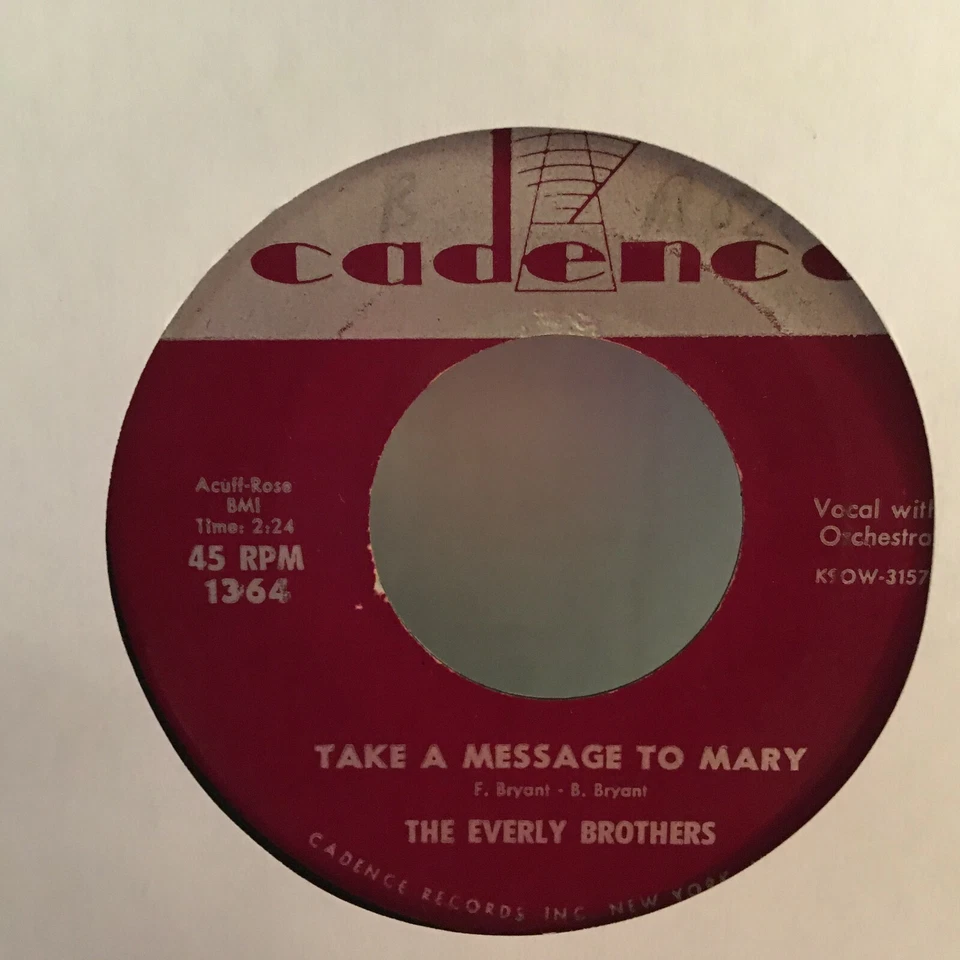 cadenc
Acuff-Rose
BMI
Time: 2:24
45 RPM
1364
Vocal with
Orchestra
TAKE A MESSAGE TO MARY
F. Bryant - B. Bryant
THE EVERLY BROTHERS
CADENCE RECORDS INC. NEW YORK